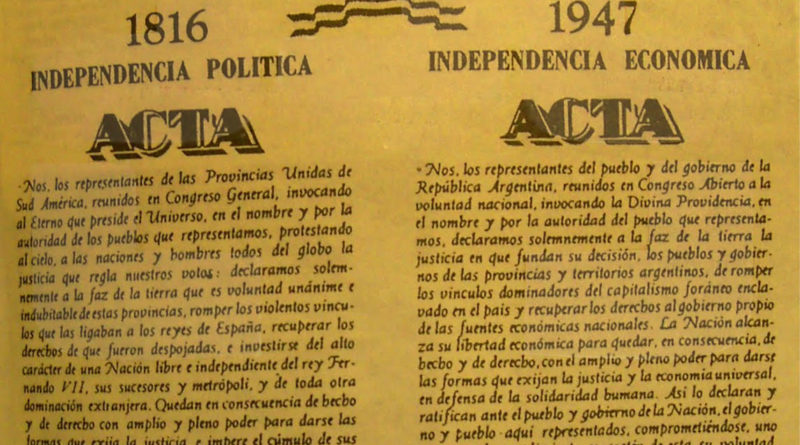 1816
INDEPENDENCIA POLITICA
ACTA
·Nos, los representantes de las Provincias Unidas de
Sud América, reunidos en Congreso General, invocando
al Eterno que preside el Universo, en el nombre y por la
autoridad de los pueblos que representamos, protestando
al cielo, a las naciones y hombres todos del globo la
justicia que regla nuestros votos: declaramos solem-
nemente a la faz de la tierra que es voluntad unánime e
indubitable de estas provincias, romper los violentos víncu-
los que las ligaban a los reyes de España, recuperar los
derechos de que fueron despojadas, e investirse del alto
carácter de una Nación libre e independiente del rey Fer-
nando VII, sus sucesores y metrópoli, y de toda otra
dominación extranjera. Quedan en consecuencia de hecho
y de derecho con amplio y pleno poder para darse las
formas que exija la justicia, e impere el cúmulo de sus
1947
INDEPENDENCIA ECONOMICA
ACTA
"Nos, los representantes del pueblo y del gobierno de la
República Argentina, reunidos en Congreso Abierto a la
voluntad nacional, invocando la Divina Providencia, en
el nombre y por la autoridad del pueblo que representa-
mos, declaramos solemnemente a la faz de la tierra la
justicia en que fundan su decisión, los pueblos y gobier-
nos de las provincias y territorios argentinos, de romper
los vínculos dominadores del capitalismo foráneo encla-
vado en el país y recuperar los derechos al gobierno propio
de las fuentes económicas nacionales. La Nación alcan-
za su libertad económica para quedar, en consecuencia, de
hecho y de derecho, con el amplio y pleno poder para darse
las formas que exijan la justicia y la economía universal,
en defensa de la solidaridad humana. Así lo declaran y
ratifican ante el pueblo y gobierno de la Nación, el gobier-
no y pueblo aquí representados, comprometiéndose, uno